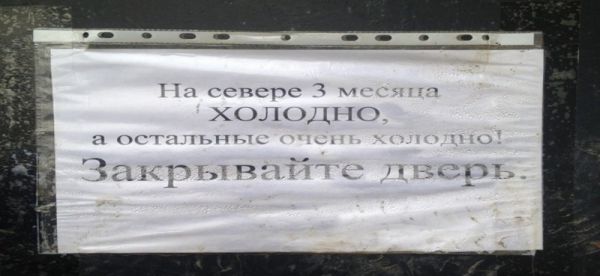 На севере 3 месяца
ХОЛОДНО,
а остальные очень холодно!
Закрывайте дверь.